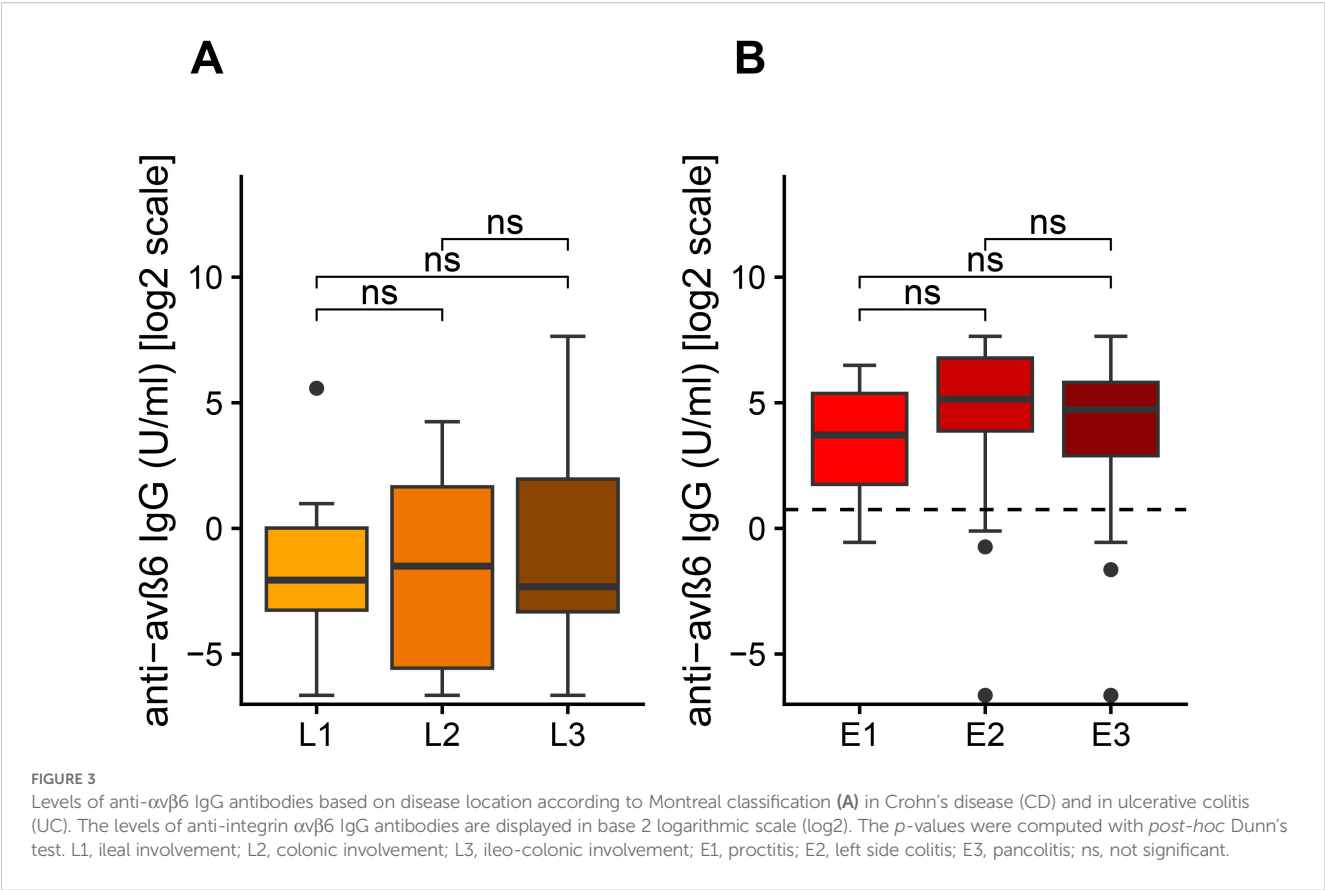 A
B
anti−avß6 IgG (U/ml) [log2 scale]
10
5
0
−5
ns
ns
ns
L1 L2 L3
anti−avß6 IgG (U/ml) [log2 scale]
10
5
0
−5
ns
ns
ns
E1 E2 E3
FIGURE 3
Levels of anti-αvβ6 IgG antibodies based on disease location according to Montreal classification (A) in Crohn’s disease (CD) and in ulcerative colitis
(UC). The levels of anti-integrin αvβ6 IgG antibodies are displayed in base 2 logarithmic scale (log2). The p-values were computed with post-hoc Dunn’s
test. L1, ileal involvement; L2, colonic involvement; L3, ileo-colonic involvement; E1, proctitis; E2, left side colitis; E3, pancolitis; ns, not significant.